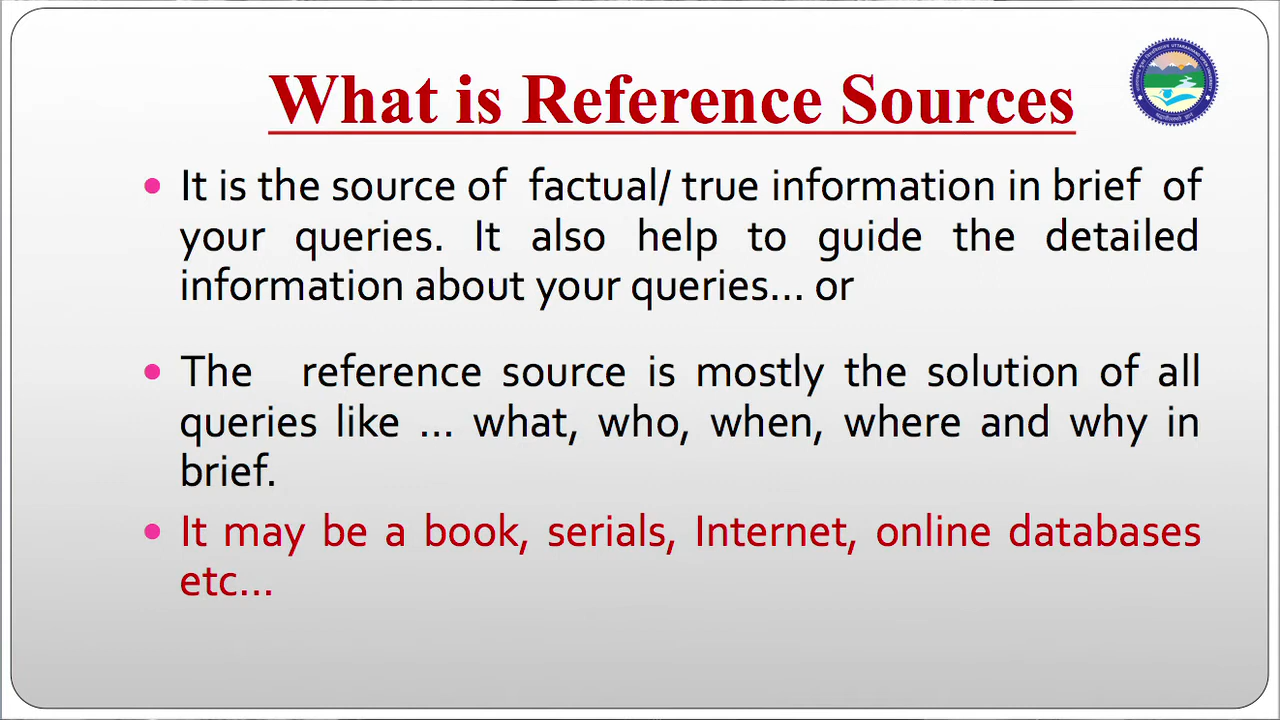 What is Reference Sources
It is the source of factual/ true information in brief of
your queries. It also help to guide the detailed
information about your queries... or
The reference source is mostly the solution of all
queries like ... what, who, when, where and why in
brief.
It may be a book, serials, Internet, online databases
etc...